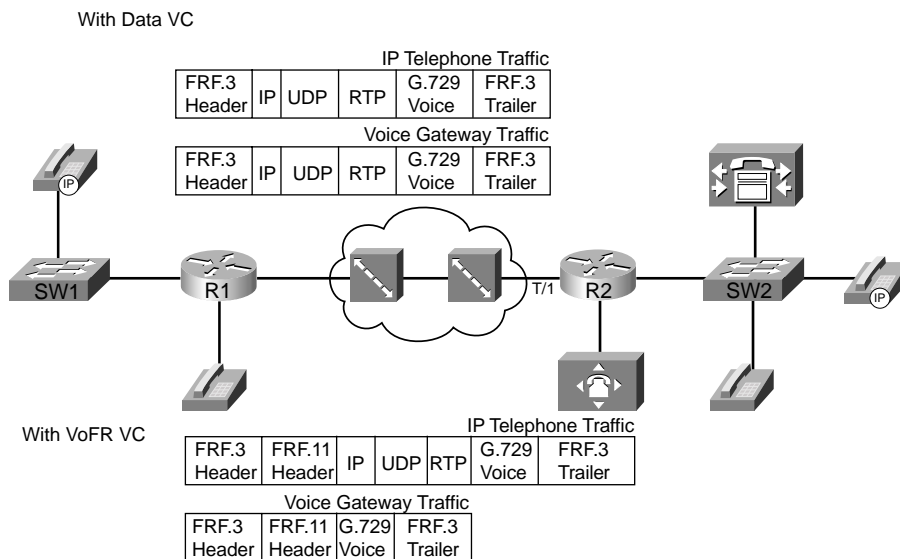 With Data VC
IP Telephone Traffic
FRF.3 Header IP UDP RTP G.729 Voice FRF.3 Trailer
Voice Gateway Traffic
FRF.3 Header IP UDP RTP G.729 Voice FRF.3 Trailer
IP
SW1
R1
T/1
R2
SW2
IP
With VoFR VC
IP Telephone Traffic
FRF.3 Header FRF.11 Header IP UDP RTP G.729 Voice FRF.3 Trailer
Voice Gateway Traffic
FRF.3 Header FRF.11 Header G.729 Voice FRF.3 Trailer